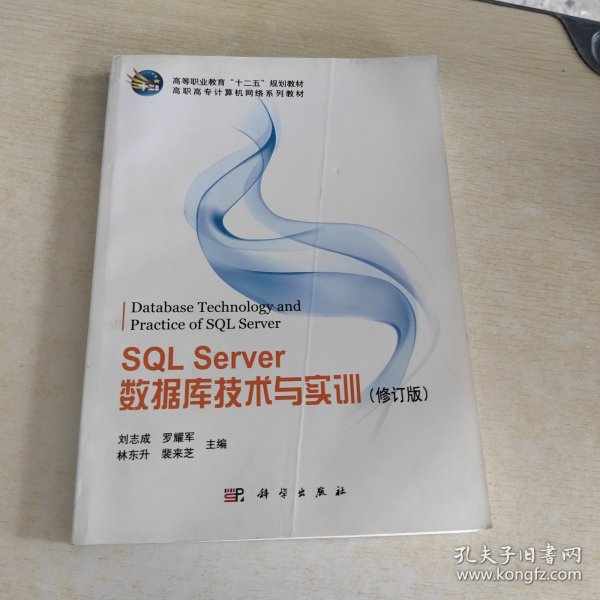 十二五
高等职业教育“十二五”规划教材
高职高专计算机网络系列教材
Database Technology and
Practice of SQL Server
SQL Server
数据库技术与实训(修订版)
刘志成 罗耀军
林东升 裴来芝 主编
科学出版社
孔夫子旧书网
www.kongfz.com